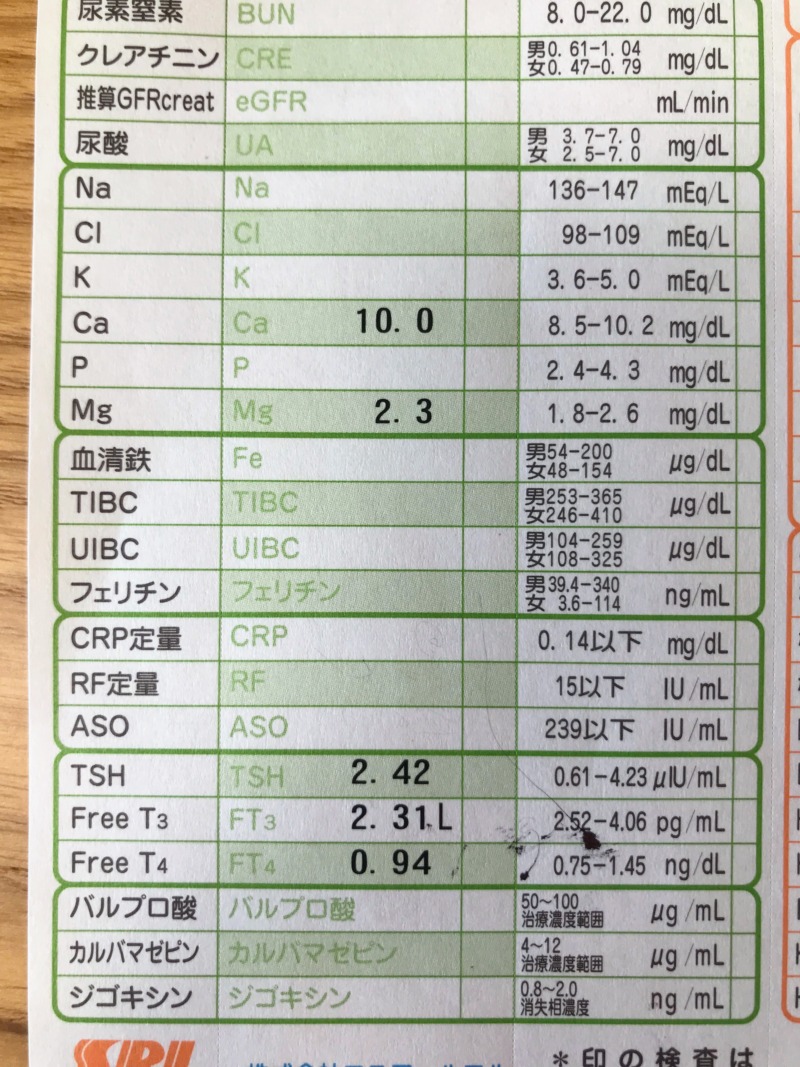 尿素窒素 BUN 8.0-22.0 mg/dL
クレアチニン CRE 男0.61-1.04 女0.47-0.79 mg/dL
推算GFRcreat eGFR mL/min
尿酸 UA 男 3.7-7.0 女 2.5-7.0 mg/dL
Na Na 136-147 mEq/L
Cl Cl 98-109 mEq/L
K K 3.6-5.0 mEq/L
Ca Ca 10.0 8.5-10.2 mg/dL
P P 2.4-4.3 mg/dL
Mg Mg 2.3 1.8-2.6 mg/dL
血清鉄 Fe 男54-200 女48-154 μg/dL
TIBC TIBC 男253-365 女246-410 μg/dL
UIBC UIBC 男104-259 女108-325 μg/dL
フェリチン フェリチン 男39.4-340 女 3.6-114 ng/mL
CRP定量 CRP 0.14以下 mg/dL
RF定量 RF 15以下 IU/mL
ASO ASO 239以下 IU/mL
TSH TSH 2.42 0.61-4.23 μIU/mL
Free T3 FT3 2.31 L 2.52-4.06 pg/mL
Free T4 FT4 0.94 0.75-1.45 ng/dL
バルプロ酸 バルプロ酸 50~100 治療濃度範囲 μg/mL
カルバマゼピン カルバマゼピン 4~12 治療濃度範囲 μg/mL
ジゴキシン ジゴキシン 0.8~2.0 消失相濃度 ng/mL
*印の検査は